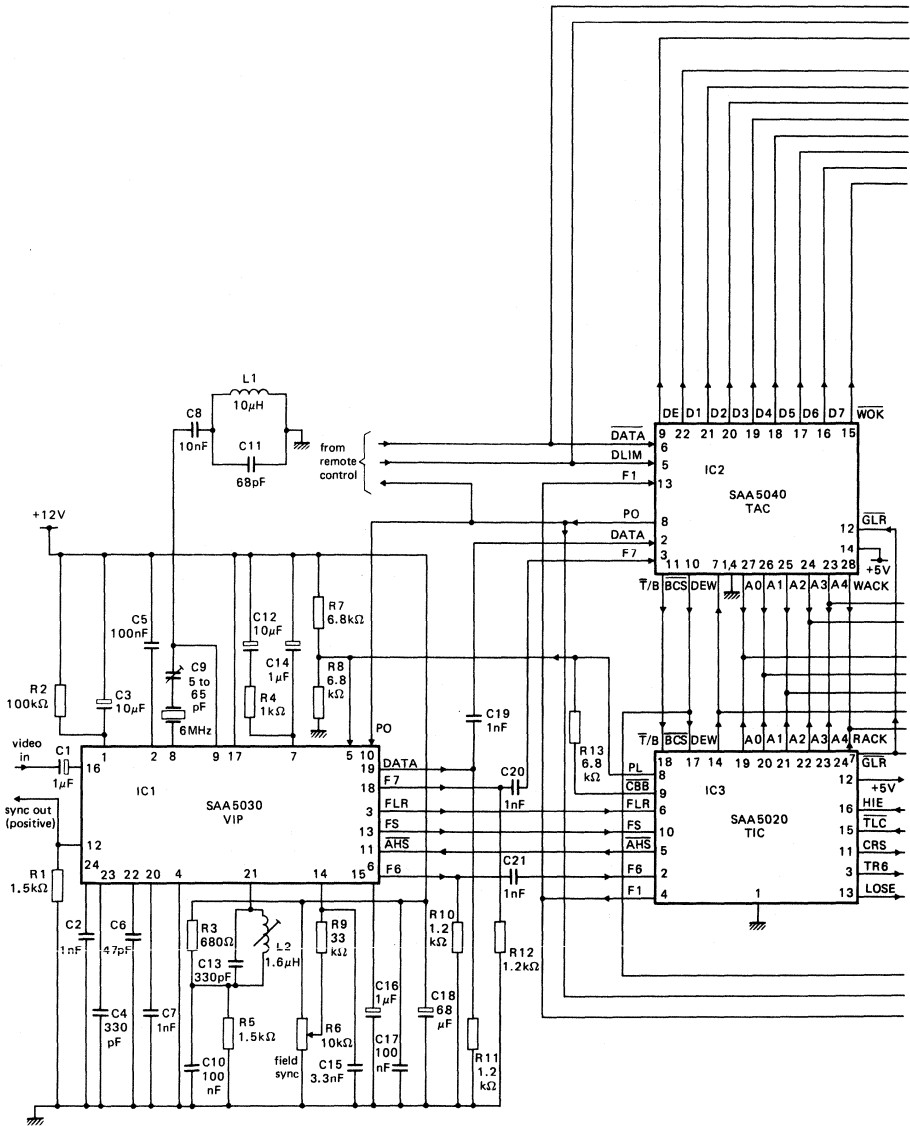 DE D1 D2 D3 D4 D5 D6 D7 WOK
9 22 21 20 19 18 17 16 15
L1
10μH
C8
10nF
C11
68pF
from
remote
control
DATA
6
DLIM
5
F1
13
PO
8
DATA
2
F7
3
IC2
SAA5040
TAC
GLR
12
14
+5V
11 10 7 1,4 27 26 25 24 23 28
T/B BCS DEW A0 A1 A2 A3 A4 WACK
+12V
R2
100kΩ
C3
10μF
C5
100nF
C9
5 to
65
pF
6MHz
C12
10μF
R4
1kΩ
C14
1μF
R7
6.8kΩ
R8
6.8
kΩ
PO
C19
1nF
C20
1nF
R13
6.8
kΩ
video
in
C1
1μF
sync out
(positive)
R1
1.5kΩ
1 2 8 9 17 7 5 10
16
12
IC1
SAA5030
VIP
19 DATA
18 F7
3 FLR
13 FS
11 AHS
6 F6
24 23 22 20 4 21 14 15
C21
1nF
T/B BCS DEW A0 A1 A2 A3 A4 RACK
18 17 14 19 20 21 22 23 24 7
PL 8
CBB 9
FLR 6
FS 10
AHS 5
F6 2
F1 4
IC3
SAA5020
TIC
1
GLR
12
+5V
16 HIE
15 TLC
11 CRS
3 TR6
13 LOSE
C2
1nF
C6
47pF
C4
330
pF
C7
1nF
R3
680Ω
C13
330pF
L2
1.6μH
R5
1.5kΩ
C10
100
nF
R9
33
kΩ
R6
10kΩ
field
sync
C15
3.3nF
C16
1μF
C17
100
nF
C18
68
μF
R10
1.2
kΩ
R12
1.2kΩ
R11
1.2
kΩ